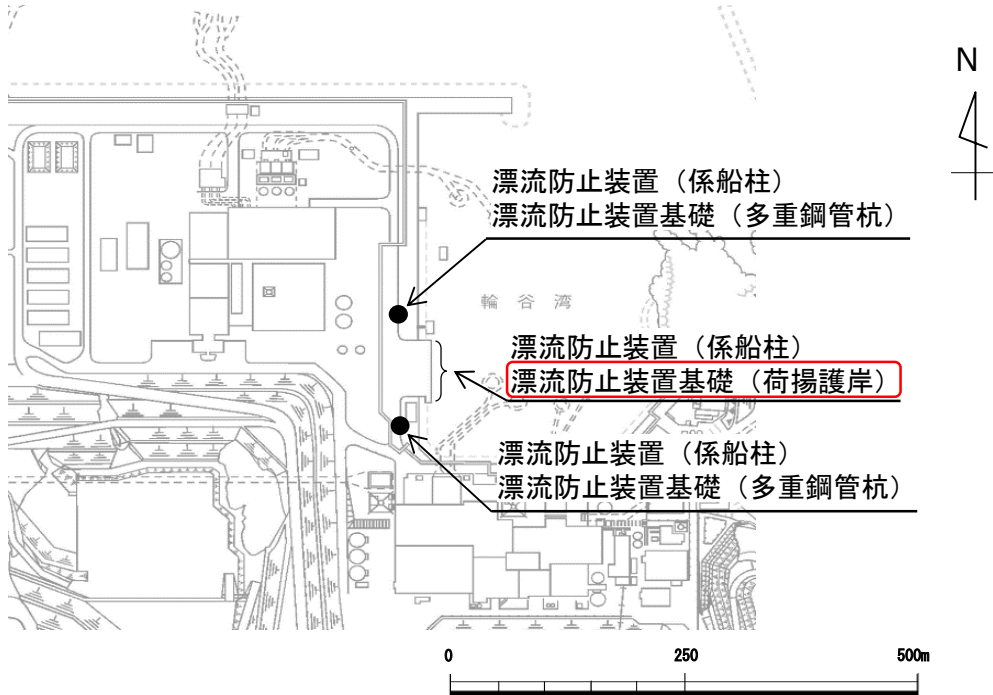 N
漂流防止装置（係船柱）
漂流防止装置基礎（多重鋼管杭）
輪谷湾
漂流防止装置（係船柱）
漂流防止装置基礎（荷揚護岸）
漂流防止装置（係船柱）
漂流防止装置基礎（多重鋼管杭）
0 250 500m